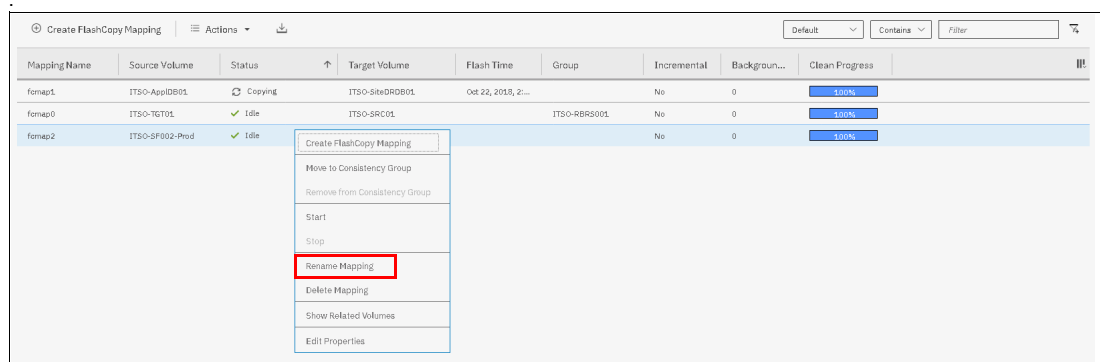 .
Create FlashCopy Mapping Actions Default Contains Filter
Mapping Name Source Volume Status Target Volume Flash Time Group Incremental Backgroun... Clean Progress
fcmap1 ITSO-ApplDB01 Copying ITSO-SiteDRDB01 Oct 22, 2018, 2:... No 0 100%
fcmap0 ITSO-TGT01 Idle ITSO-SRC01 ITSO-RBRS001 No 0 100%
fcmap2 ITSO-SF002-Prod Idle No 0 100%
Create FlashCopy Mapping
Move to Consistency Group
Remove from Consistency Group
Start
Stop
Rename Mapping
Delete Mapping
Show Related Volumes
Edit Properties